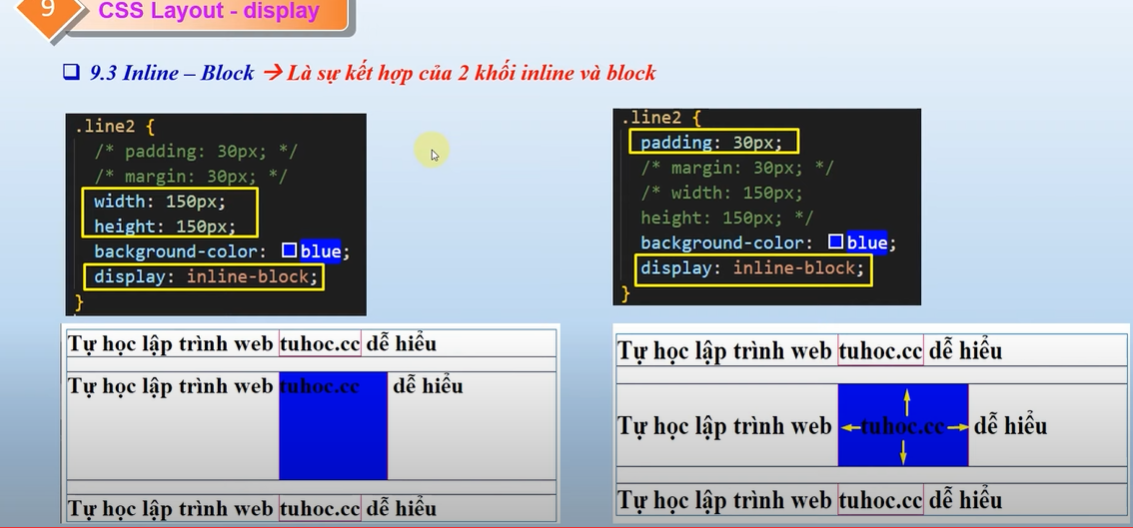 9
CSS Layout - display
9.3 Inline – Block → Là sự kết hợp của 2 khối inline và block
.line2 {
/* padding: 30px; */
/* margin: 30px; */
width: 150px;
height: 150px;
background-color: blue;
display: inline-block;
}
Tự học lập trình web tuhoc.cc dễ hiểu
Tự học lập trình web tuhoc.cc dễ hiểu
Tự học lập trình web tuhoc.cc dễ hiểu
.line2 {
padding: 30px;
/* margin: 30px; */
/* width: 150px;
height: 150px; */
background-color: blue;
display: inline-block;
}
Tự học lập trình web tuhoc.cc dễ hiểu
Tự học lập trình web tuhoc.cc dễ hiểu
Tự học lập trình web tuhoc.cc dễ hiểu